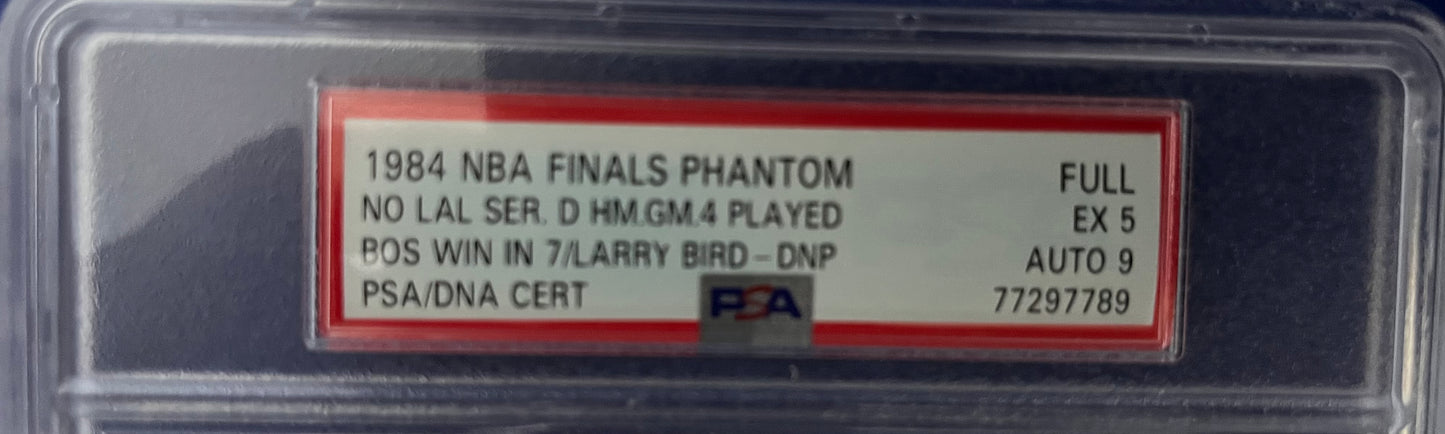 1984 NBA FINALS PHANTOM FULL
NO LAL SER. D HM.GM.4 PLAYED EX 5
BOS WIN IN 7/LARRY BIRD-DNP AUTO 9
PSA/DNA CERT 77297789
PSA